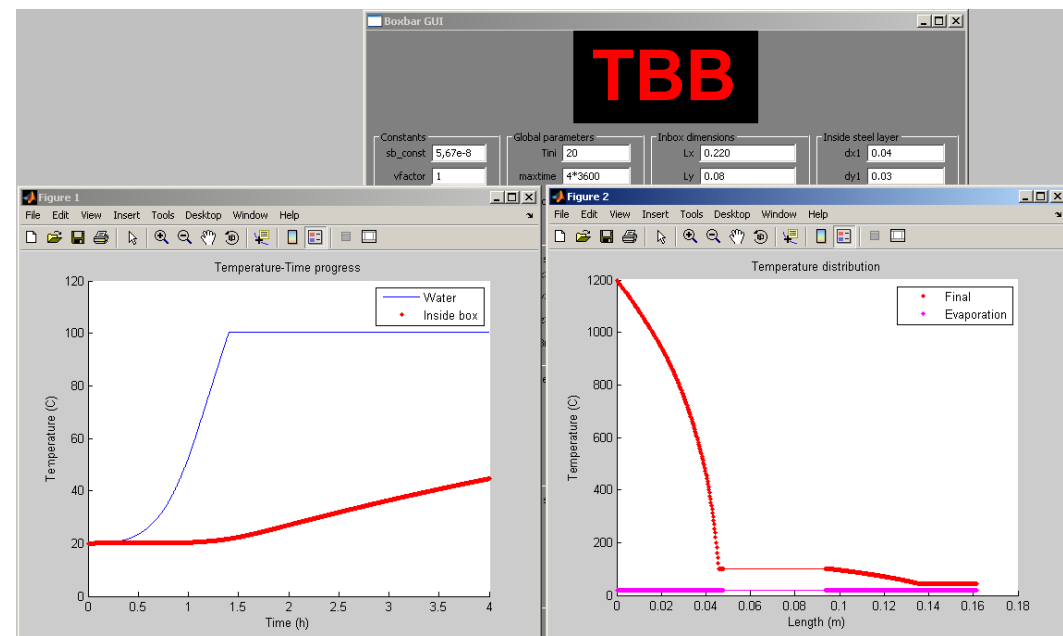 Boxbar GUI
TBB
Constants
sb_const 5,67e-8
vfactor 1
Global parameters
Tini 20
maxtime 4*3600
Inbox dimensions
Lx 0.220
Ly 0.08
Inside steel layer
dx1 0.04
dy1 0.03
Figure 1
File Edit View Insert Tools Desktop Window Help
Temperature-Time progress
120
100
80
60
40
20
0
Temperature (C)
Water
Inside box
0 0.5 1 1.5 2 2.5 3 3.5 4
Time (h)
Figure 2
File Edit View Insert Tools Desktop Window Help
Temperature distribution
1200
1000
800
600
400
200
0
Temperature (C)
Final
Evaporation
0 0.02 0.04 0.06 0.08 0.1 0.12 0.14 0.16 0.18
Length (m)